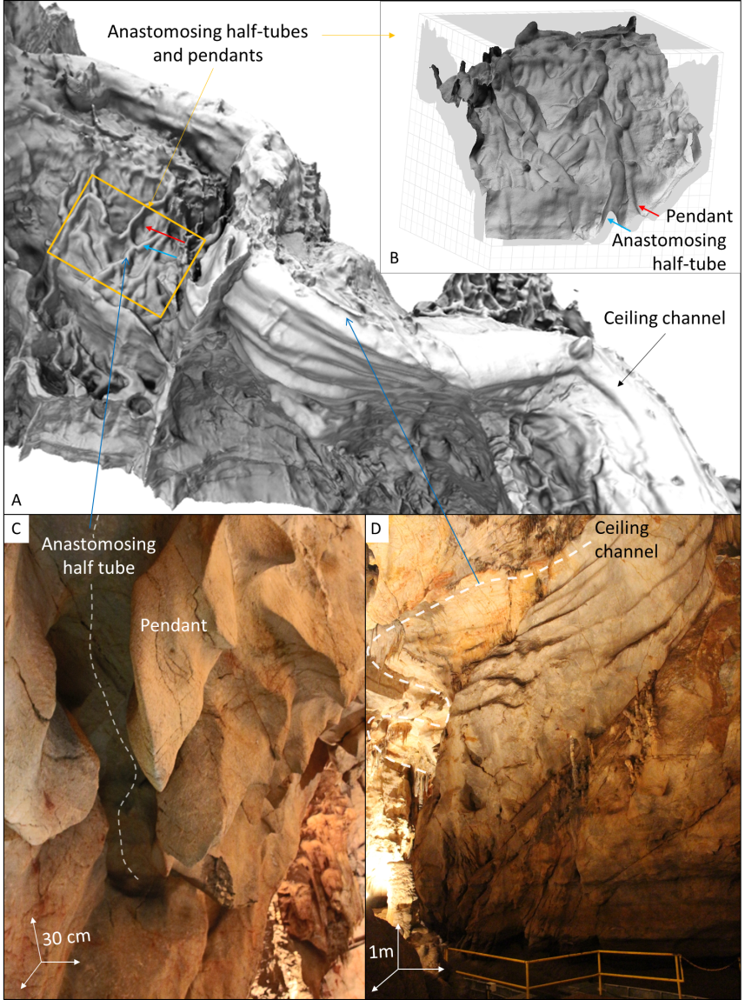 Anastomosing half-tubes
and pendants
Pendant
Anastomosing
half-tube
B
Ceiling channel
A
C
Anastomosing
half tube
Pendant
30 cm
D
Ceiling
channel
1m